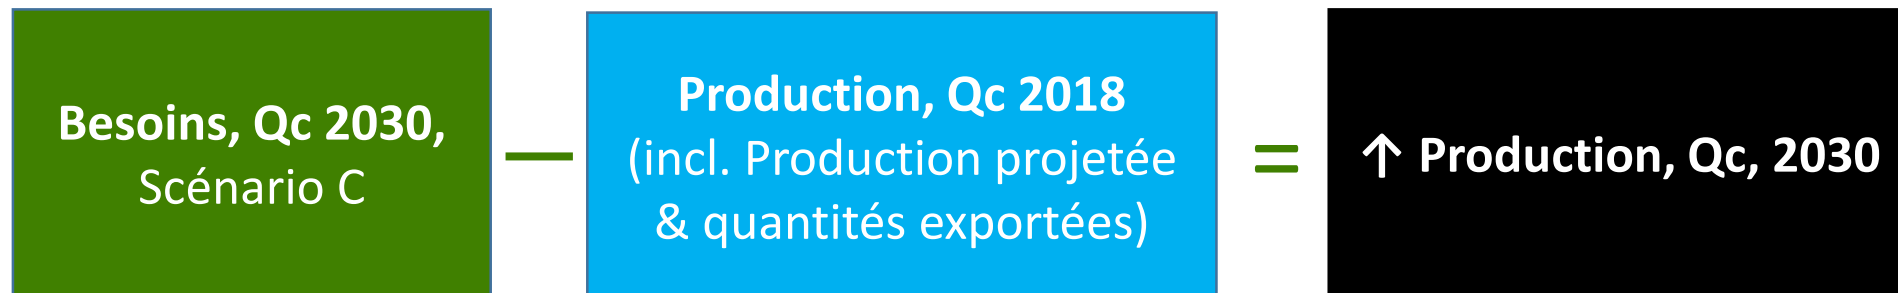 Besoins, Qc 2030,
Scénario C
—
Production, Qc 2018
(incl. Production projetée
& quantités exportées)
=
↑ Production, Qc, 2030